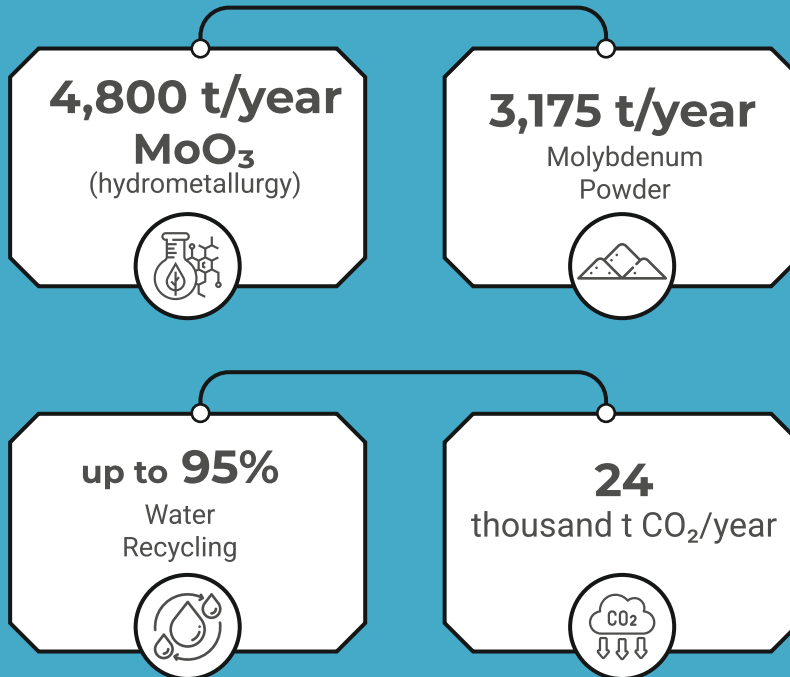 4,800 t/year
MoO₃
(hydrometallurgy)
3,175 t/year
Molybdenum
Powder
up to 95%
Water
Recycling
24
thousand t CO₂/year
CO₂